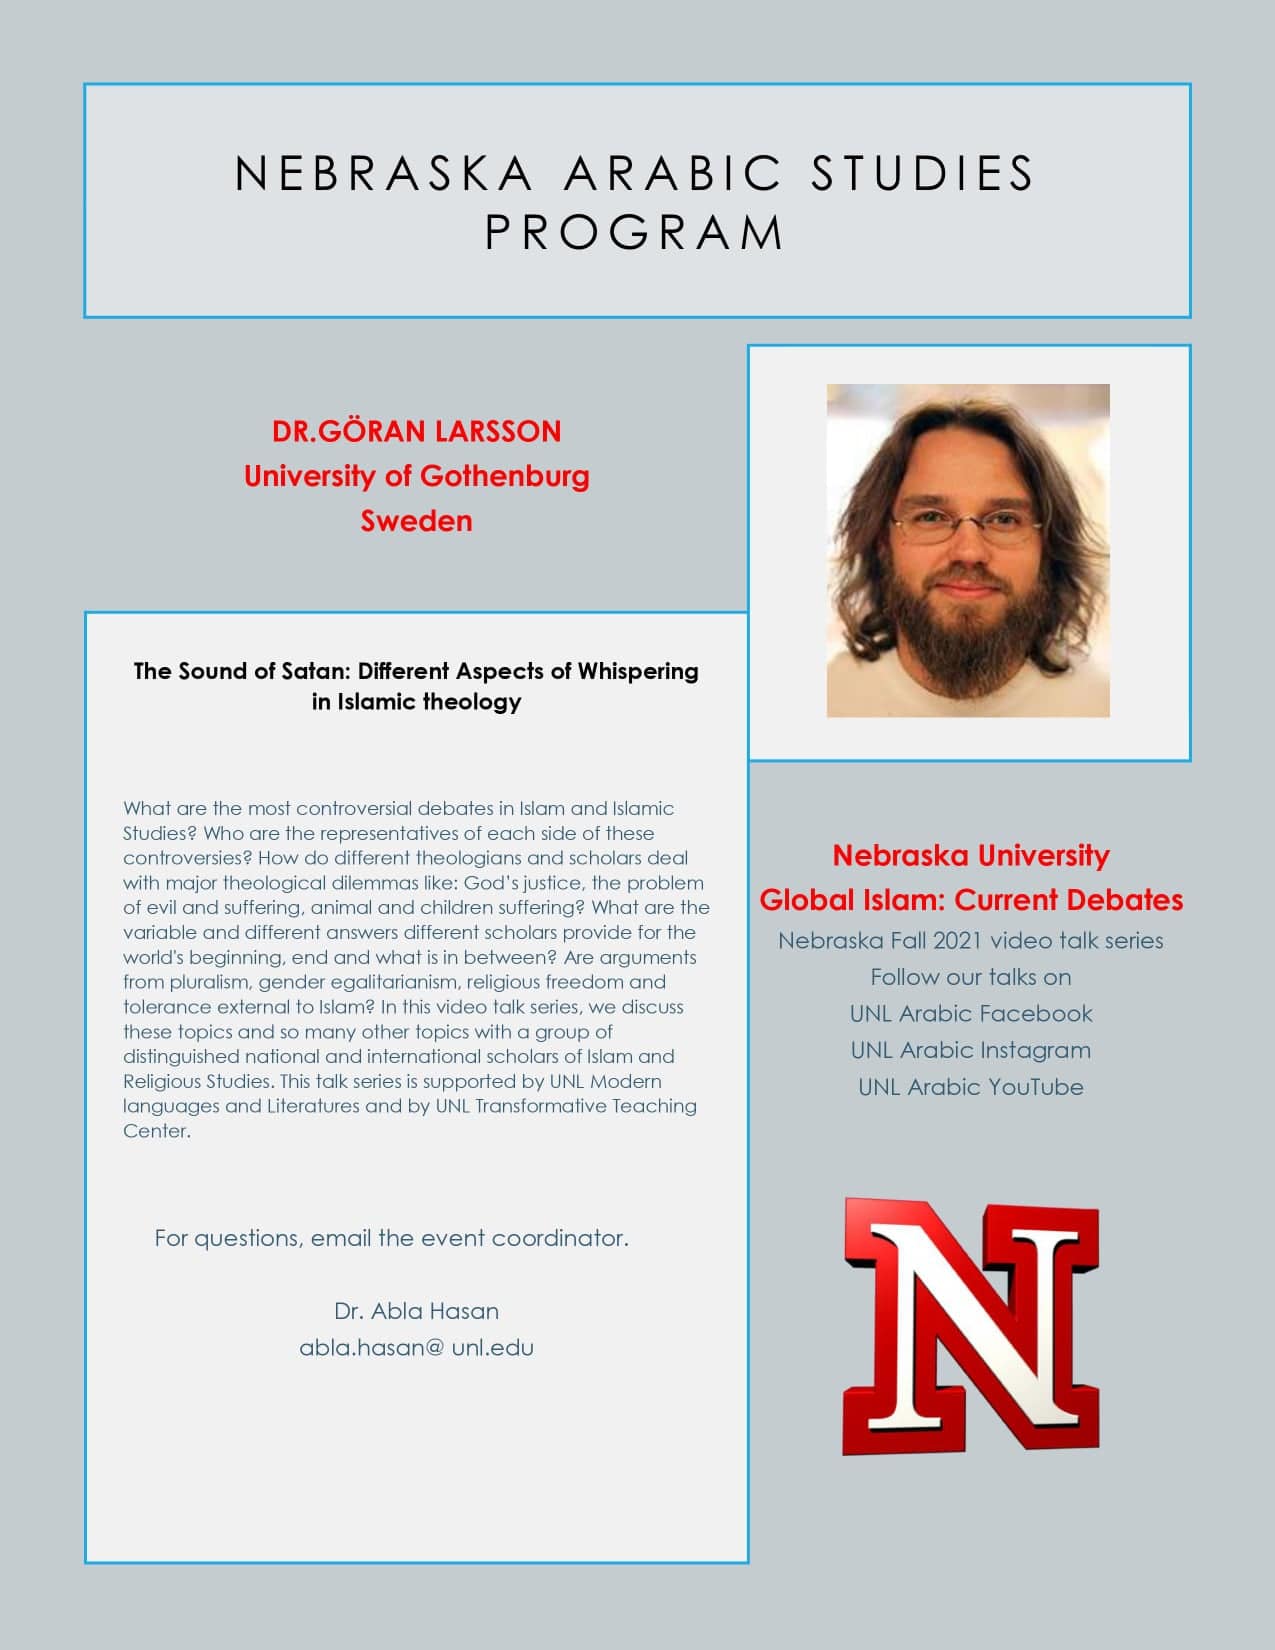 NEBRASKA ARABIC STUDIES
PROGRAM
DR.GÖRAN LARSSON
University of Gothenburg
Sweden
The Sound of Satan: Different Aspects of Whispering
in Islamic theology
What are the most controversial debates in Islam and Islamic
Studies? Who are the representatives of each side of these
controversies? How do different theologians and scholars deal
with major theological dilemmas like: God’s justice, the problem
of evil and suffering, animal and children suffering? What are the
variable and different answers different scholars provide for the
world's beginning, end and what is in between? Are arguments
from pluralism, gender egalitarianism, religious freedom and
tolerance external to Islam? In this video talk series, we discuss
these topics and so many other topics with a group of
distinguished national and international scholars of Islam and
Religious Studies. This talk series is supported by UNL Modern
languages and Literatures and by UNL Transformative Teaching
Center.
For questions, email the event coordinator.
Dr. Abla Hasan
abla.hasan@ unl.edu
Nebraska University
Global Islam: Current Debates
Nebraska Fall 2021 video talk series
Follow our talks on
UNL Arabic Facebook
UNL Arabic Instagram
UNL Arabic YouTube
N